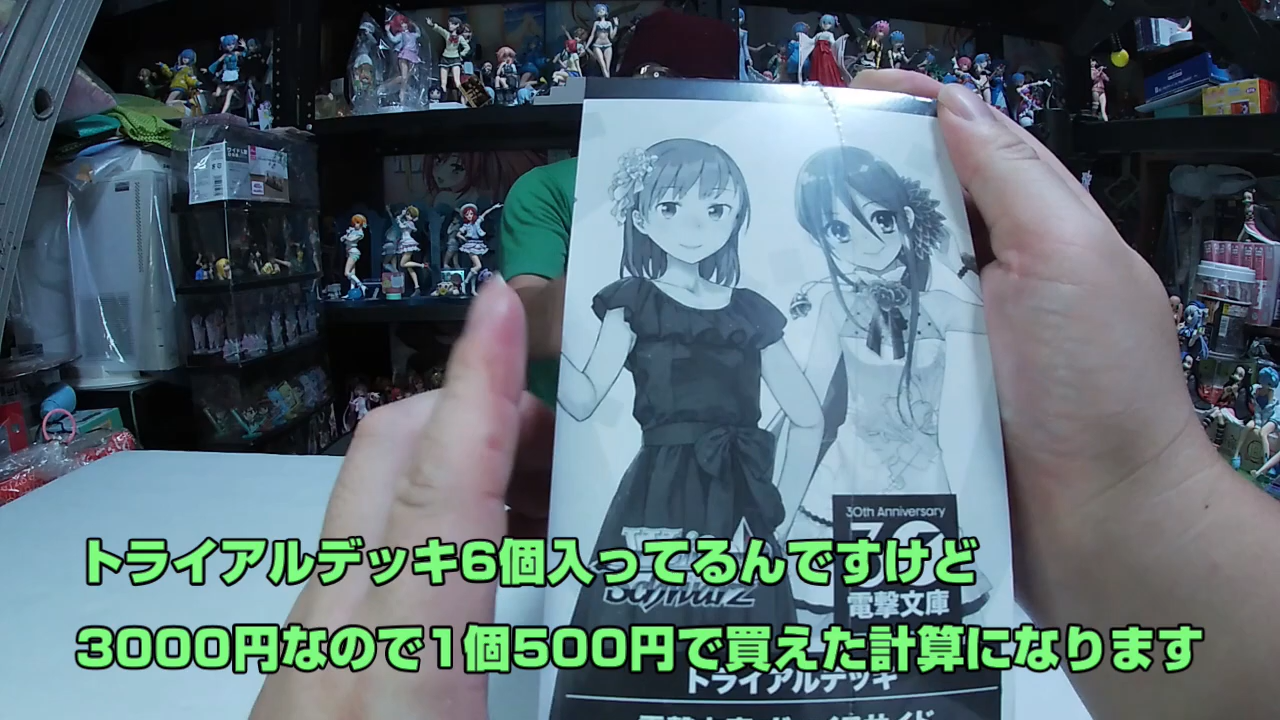 30th Anniversary
30
電撃文庫
Weiß
Schwarz
トライアルデッキ6個入ってるんですけど
3000円なので1個500円で買えた計算になります
トライアルデッキ